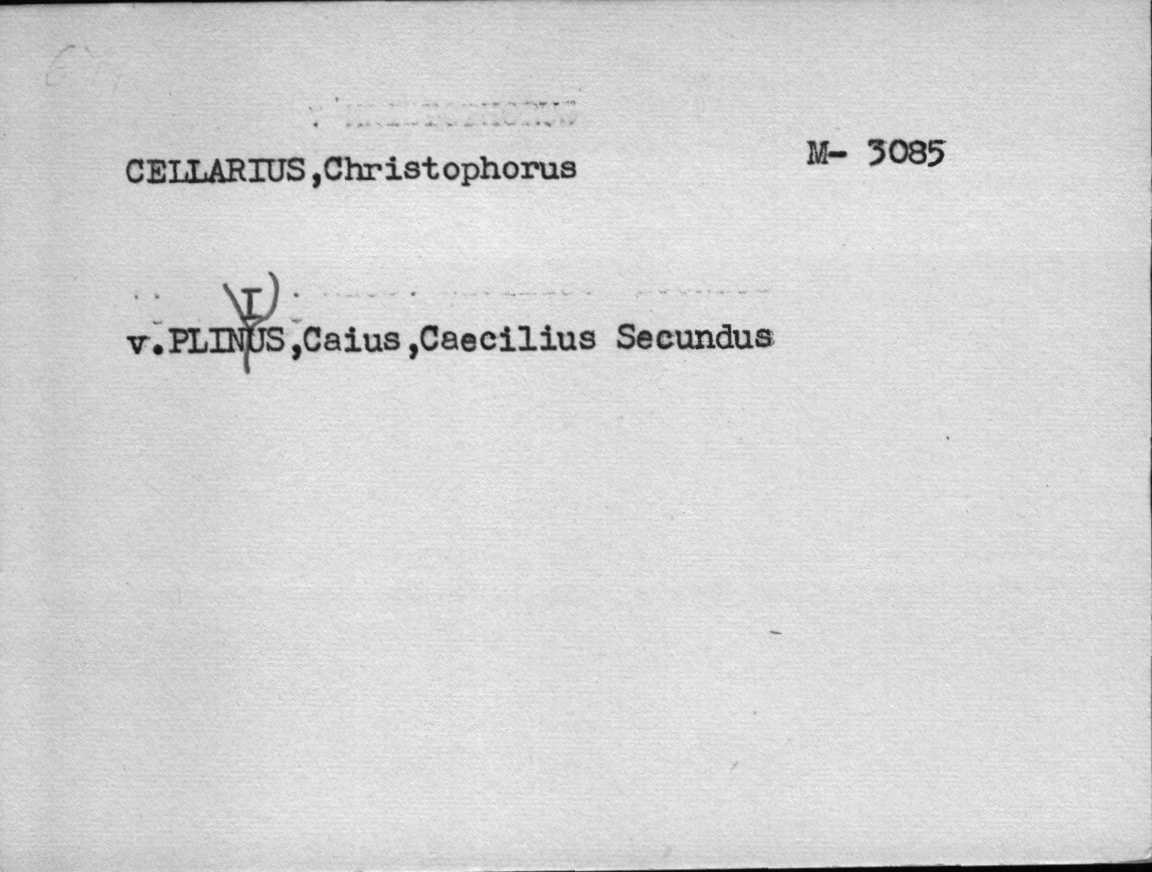 CELLARIUS,Christophorus
M- 3085
I
v.PLINUS,Caius,Caecilius Secundus